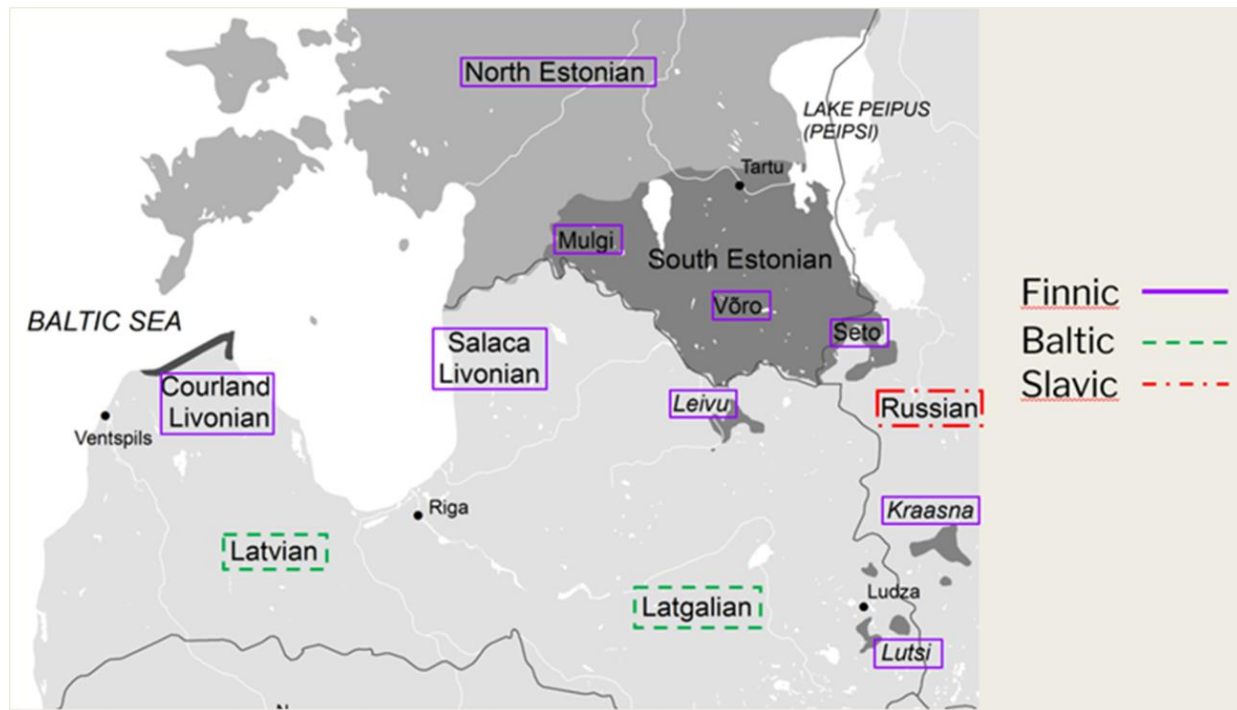 North Estonian
LAKE PEIPUS
(PEIPSI)
Tartu
Mulgi
South Estonian
Võro
Seto
BALTIC SEA
Salaca
Livonian
Courland
Livonian
Leivu
Russian
Ventspils
Riga
Kraasna
Latvian
Latgalian
Ludza
Lutsi
Finnic
Baltic
Slavic